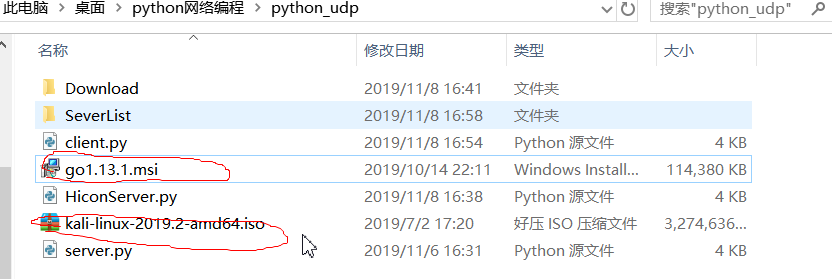 此电脑 > 桌面 > python网络编程 > python_udp 搜索"python_udp"
名称 修改日期 类型 大小
Download 2019/11/8 16:41 文件夹
SeverList 2019/11/8 16:58 文件夹
client.py 2019/11/8 16:54 Python 源文件 4 KB
go1.13.1.msi 2019/10/14 22:11 Windows Install... 114,380 KB
HiconServer.py 2019/11/8 16:38 Python 源文件 4 KB
kali-linux-2019.2-amd64.iso 2019/7/2 17:20 好压 ISO 压缩文件 3,274,636...
server.py 2019/11/6 16:31 Python 源文件 4 KB